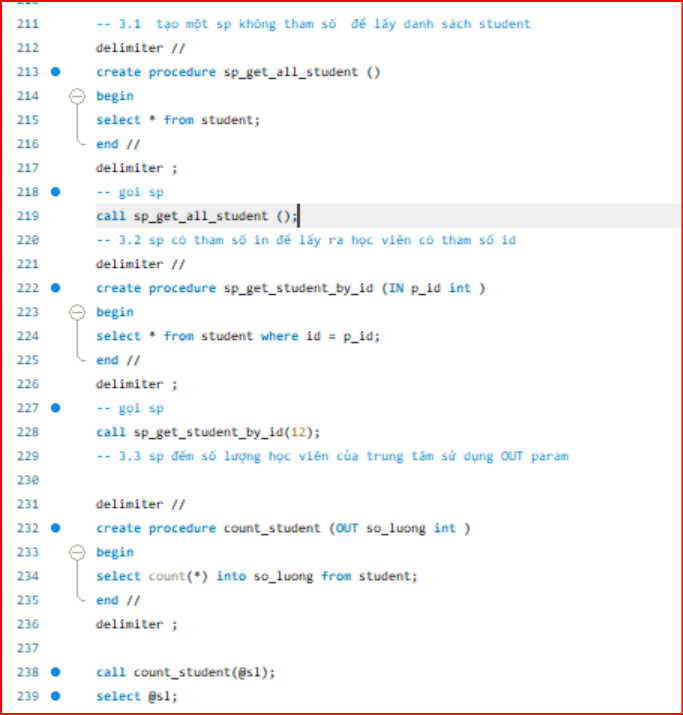 211 -- 3.1  tạo một sp không tham số  để lấy danh sách student
212 delimiter //
213 create procedure sp_get_all_student ()
214 begin
215 select * from student;
216 end //
217 delimiter ;
218 -- goi sp
219 call sp_get_all_student ();
220 -- 3.2 sp có tham số in để lấy ra học viên có tham số id
221 delimiter //
222 create procedure sp_get_student_by_id (IN p_id int )
223 begin
224 select * from student where id = p_id;
225 end //
226 delimiter ;
227 -- gọi sp
228 call sp_get_student_by_id(12);
229 -- 3.3 sp đếm số lượng học viên của trung tâm sử dụng OUT param
230
231 delimiter //
232 create procedure count_student (OUT so_luong int )
233 begin
234 select count(*) into so_luong from student;
235 end //
236 delimiter ;
237
238 call count_student(@sl);
239 select @sl;